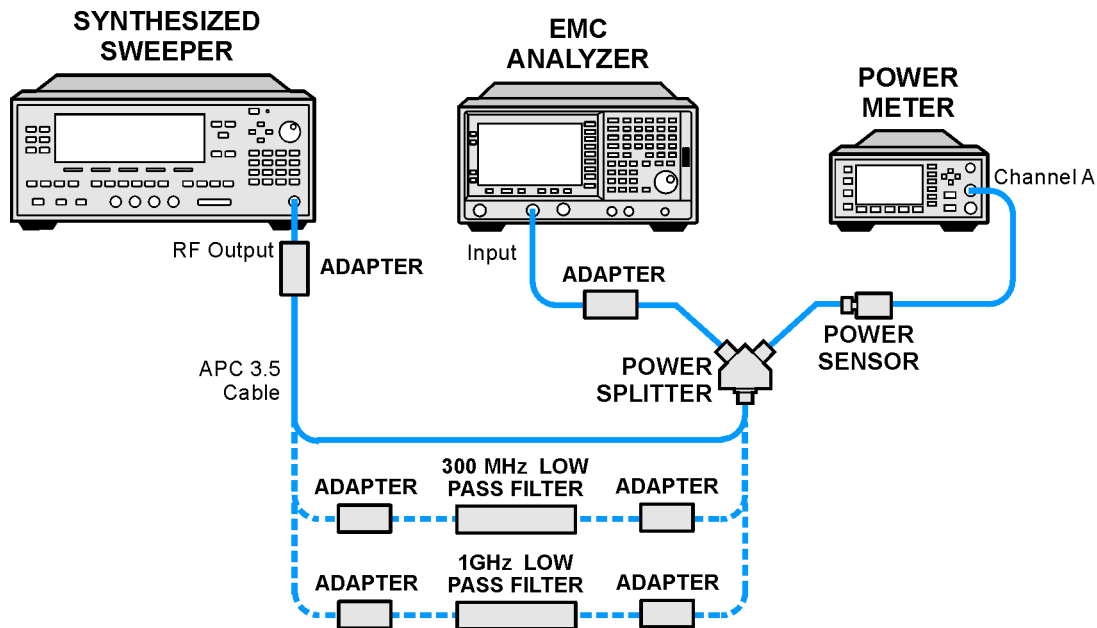 SYNTHESIZED
SWEEPER
EMC
ANALYZER
POWER
METER
Channel A
RF Output
ADAPTER
Input
ADAPTER
POWER
SENSOR
POWER
SPLITTER
APC 3.5
Cable
300 MHz LOW
PASS FILTER
ADAPTER
ADAPTER
1GHz LOW
PASS FILTER
ADAPTER
ADAPTER